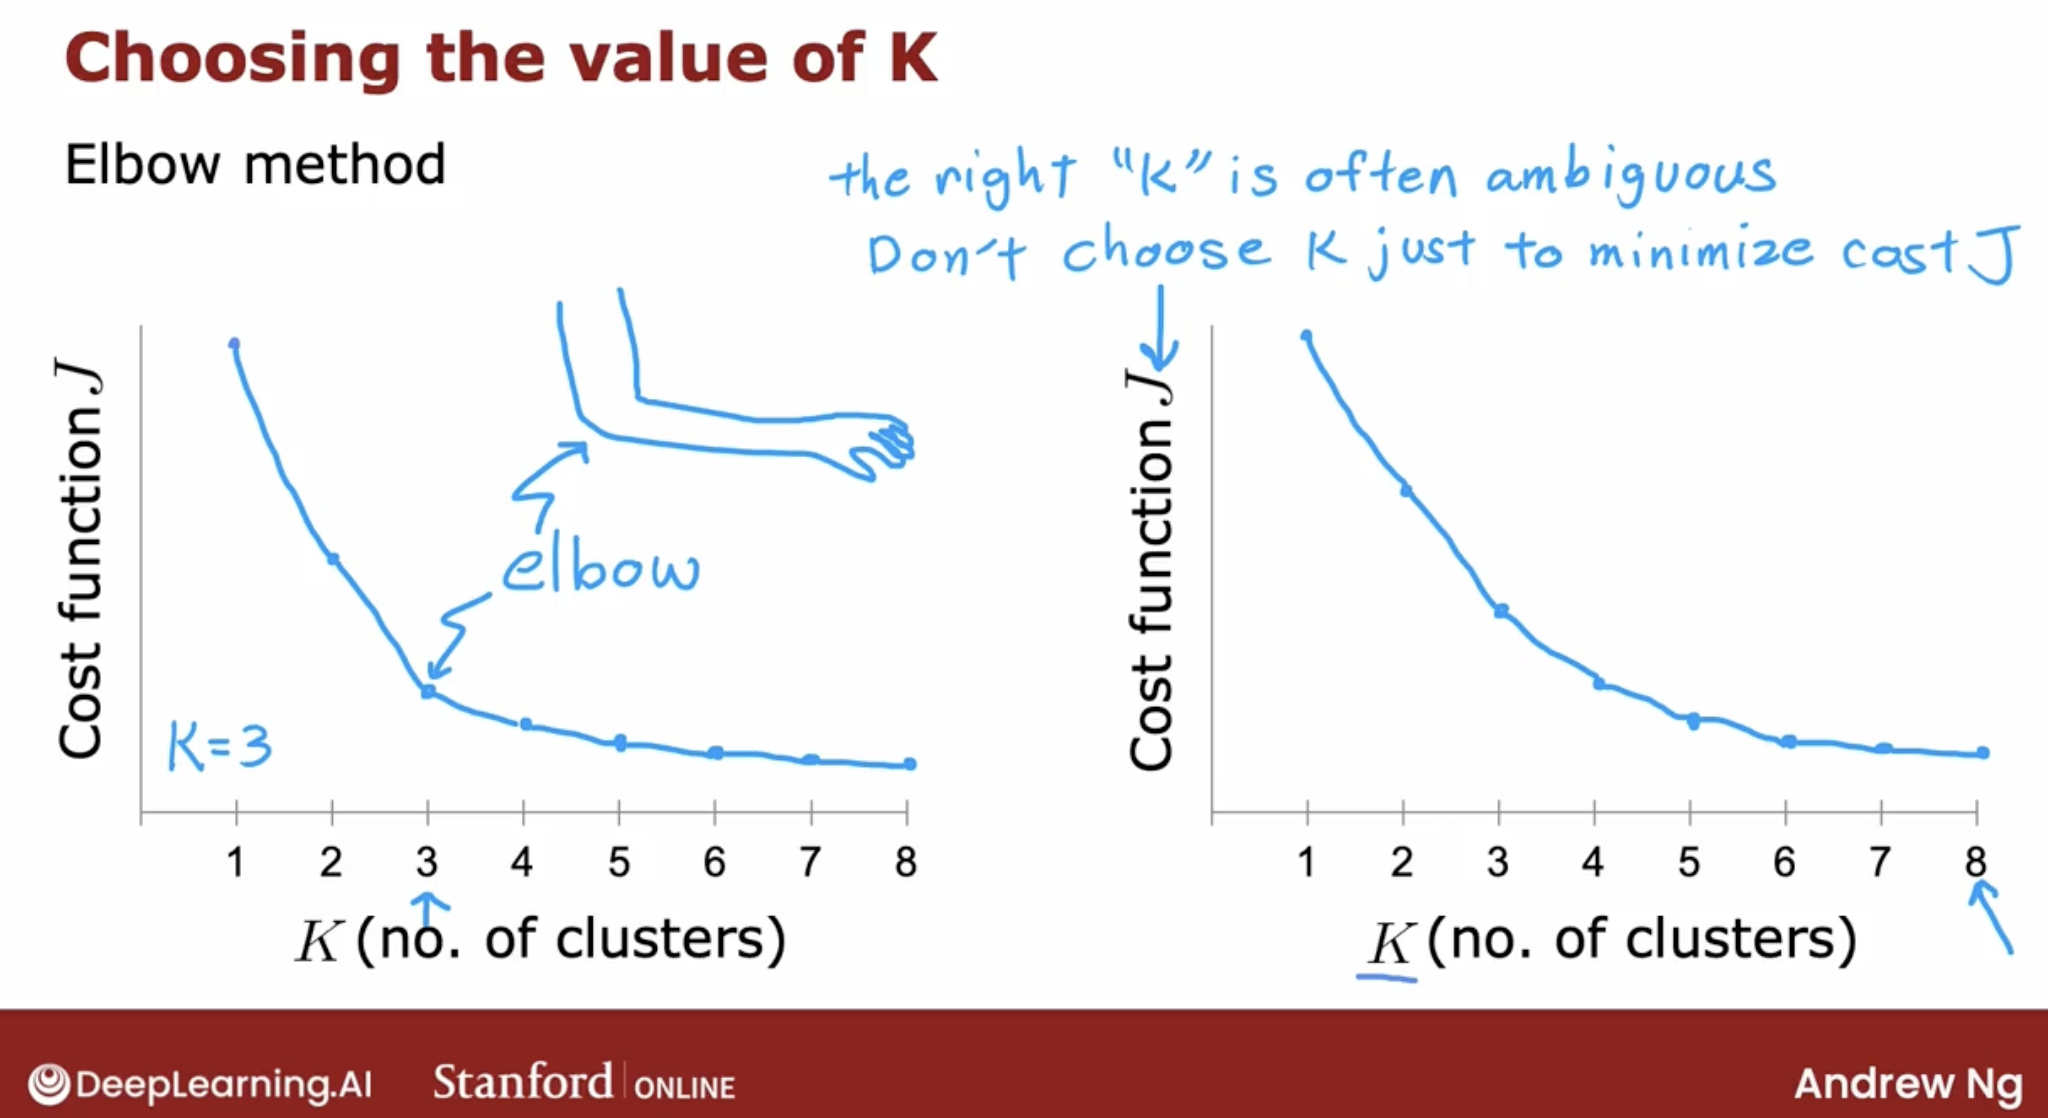 Choosing the value of K
Elbow method
the right "K" is often ambiguous
Don't choose K just to minimize cost J
Cost function J
elbow
K=3
1 2 3 4 5 6 7 8
K (no. of clusters)
Cost function J
1 2 3 4 5 6 7 8
K (no. of clusters)
DeepLearning.AI
Stanford | ONLINE
Andrew Ng